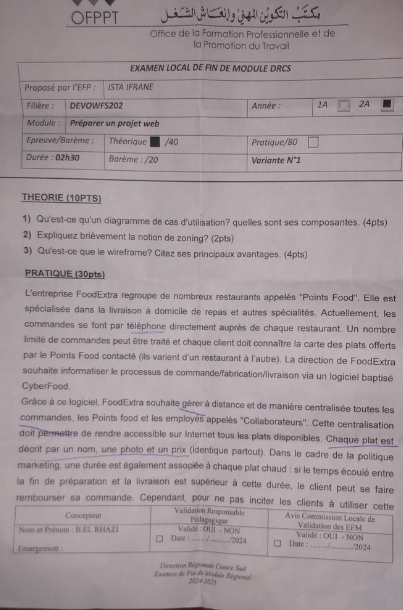 OFPPT
مكتب التكوين المهني وإنعاش الشغل
Office de la Formation Professionnelle et de
la Promotion du Travail
EXAMEN LOCAL DE FIN DE MODULE DRCS
Proposé par l'EFP : ISTA IFRANE
Filière : DEVOWFS202 Année : 1A 2A
Module : Préparer un projet web
Epreuve/Barème : Théorique /40 Pratique/80
Durée : 02h30 Barème : /20 Variante N°1
THEORIE (10PTS)
1) Qu'est-ce qu'un diagramme de cas d'utilisation? quelles sont ses composantes. (4pts)
2) Expliquez brièvement la notion de zoning? (2pts)
3) Qu'est-ce que le wireframe? Citez ses principaux avantages. (4pts)
PRATIQUE (30pts)
L'entreprise FoodExtra regroupe de nombreux restaurants appelés "Points Food". Elle est
spécialisée dans la livraison à domicile de repas et autres spécialités. Actuellement, les
commandes se font par téléphone directement auprès de chaque restaurant. Un nombre
limité de commandes peut être traité et chaque client doit connaître la carte des plats offerts
par le Points Food contacté (ils varient d'un restaurant à l'autre). La direction de FoodExtra
souhaite informatiser le processus de commande/fabrication/livraison via un logiciel baptisé
CyberFood.
Grâce à ce logiciel, FoodExtra souhaite gérer à distance et de manière centralisée toutes les
commandes, les Points food et les employés appelés "Collaborateurs". Cette centralisation
doit permettre de rendre accessible sur Internet tous les plats disponibles. Chaque plat est
décrit par un nom, une photo et un prix (identique partout). Dans le cadre de la politique
marketing, une durée est également associée à chaque plat chaud : si le temps écoulé entre
la fin de préparation et la livraison est supérieur à cette durée, le client peut se faire
rembourser sa commande. Cependant, pour ne pas inciter les clients à utiliser cette
Concepteur Validation Responsable Pédagogique Avis Commission Locale de Validation des EFM
Nom et Prénom : B.EL RHAZI Validé : OUI - NON Validé : OUI - NON
Emargement : Date : ....../........../2024 Date : ....../........../2024
Direction Régionale Centre Sud
Examen de Fin de Module Régional
2024-2025